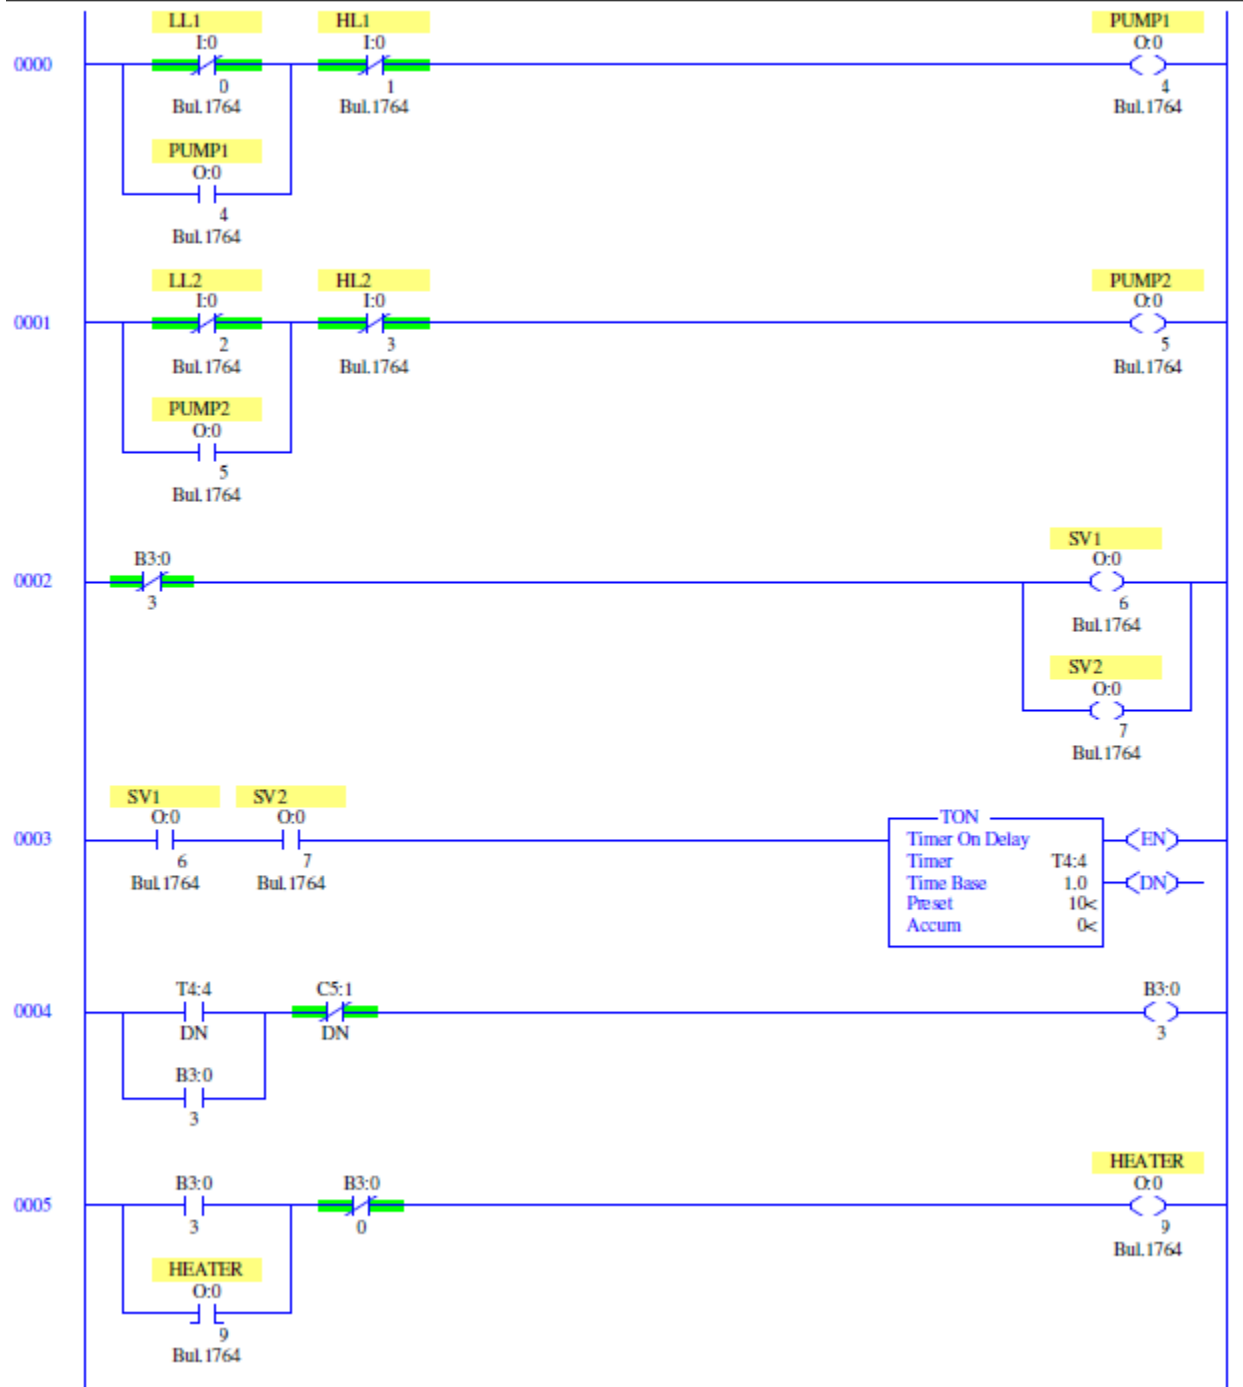 LL1 HL1 PUMP1
I:0 I:0 O:0
0000
0 1 4
Bul.1764 Bul.1764 Bul.1764
PUMP1
O:0
4
Bul.1764
LL2 HL2 PUMP2
I:0 I:0 O:0
0001
2 3 5
Bul.1764 Bul.1764 Bul.1764
PUMP2
O:0
5
Bul.1764
SV1
B3:0 O:0
0002
3 6
Bul.1764
SV2
O:0
7
Bul.1764
SV1 SV2
O:0 O:0 TON
0003 Timer On Delay EN
6 7 Timer T4:4
Bul.1764 Bul.1764 Time Base 1.0 DN
Preset 10<
Accum 0<
T4:4 C5:1 B3:0
0004
DN DN 3
B3:0
3
HEATER
B3:0 B3:0 O:0
0005
3 0 9
Bul.1764
HEATER
O:0
9
Bul.1764